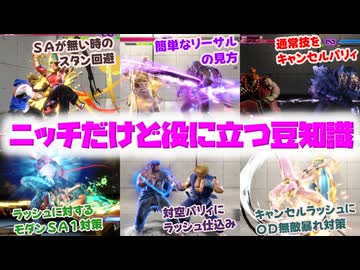 SAが無い時の
スタン回避
簡単なリーサル
の見方
通常技を
キャンセルパリィ
ニッチだけど役に立つ豆知識
ラッシュに対する
モダンSA1対策
対空パリィに
ラッシュ仕込み
キャンセルラッシュに
OD無敵暴れ対策